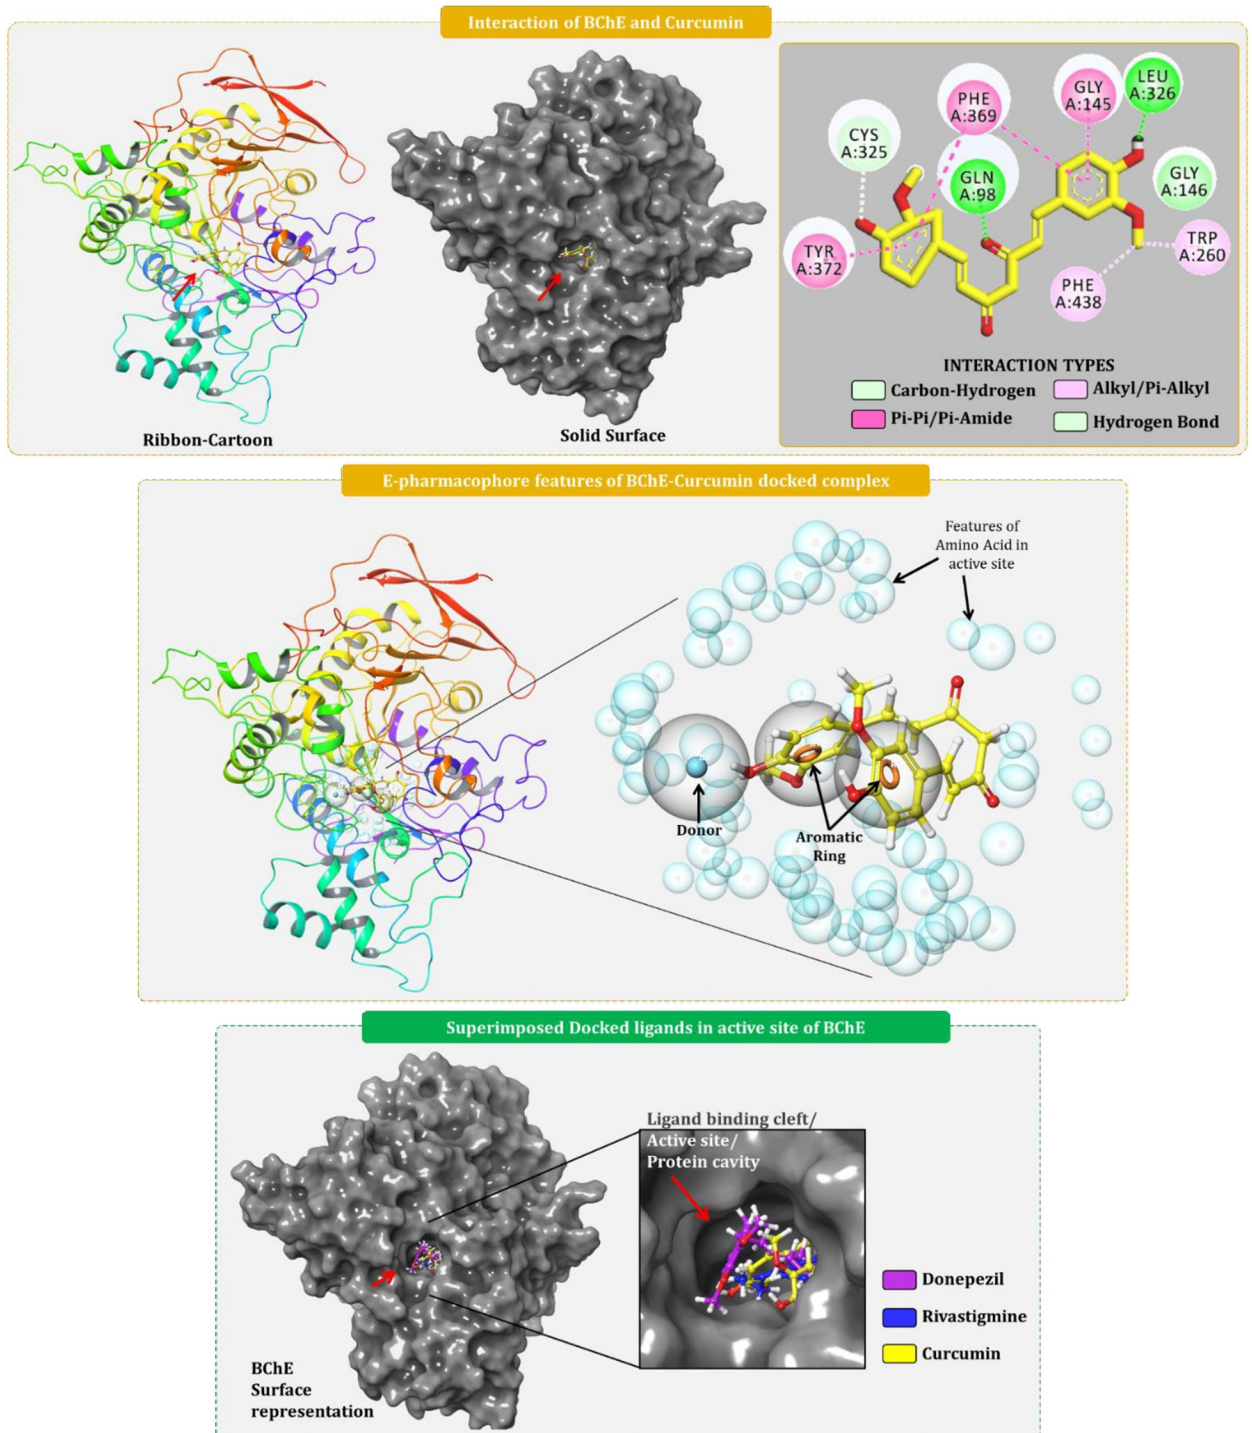 Interaction of BChE and Curcumin
Ribbon-Cartoon
Solid Surface
CYS
A:325
PHE
A:369
GLY
A:145
LEU
A:326
GLN
A:98
GLY
A:146
TYR
A:372
TRP
A:260
PHE
A:438
INTERACTION TYPES
Carbon-Hydrogen
Alkyl/Pi-Alkyl
Pi-Pi/Pi-Amide
Hydrogen Bond
E-pharmacophore features of BChE-Curcumin docked complex
Features of
Amino Acid in
active site
Donor
Aromatic
Ring
Superimposed Docked ligands in active site of BChE
Ligand binding cleft/
Active site/
Protein cavity
Donepezil
Rivastigmine
Curcumin
BChE
Surface
representation